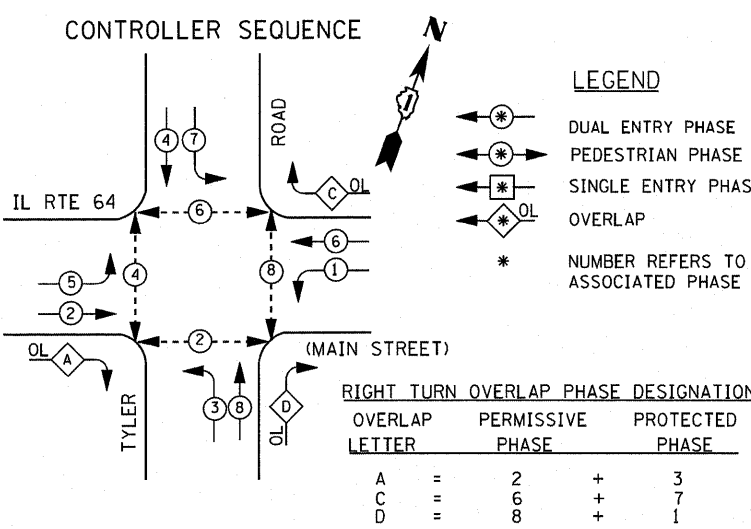 CONTROLLER SEQUENCE
N
I
LEGEND
* DUAL ENTRY PHASE
* PEDESTRIAN PHASE
* SINGLE ENTRY PHAS
* OL OVERLAP
* NUMBER REFERS TO
ASSOCIATED PHASE
4 7
ROAD
C OL
IL RTE 64
6
6
5
4
8
1
2
2
OL A
(MAIN STREET)
TYLER
3 8
D
OL
RIGHT TURN OVERLAP PHASE DESIGNATION
OVERLAP PERMISSIVE PROTECTED
LETTER PHASE PHASE
A = 2 + 3
C = 6 + 7
D = 8 + 1